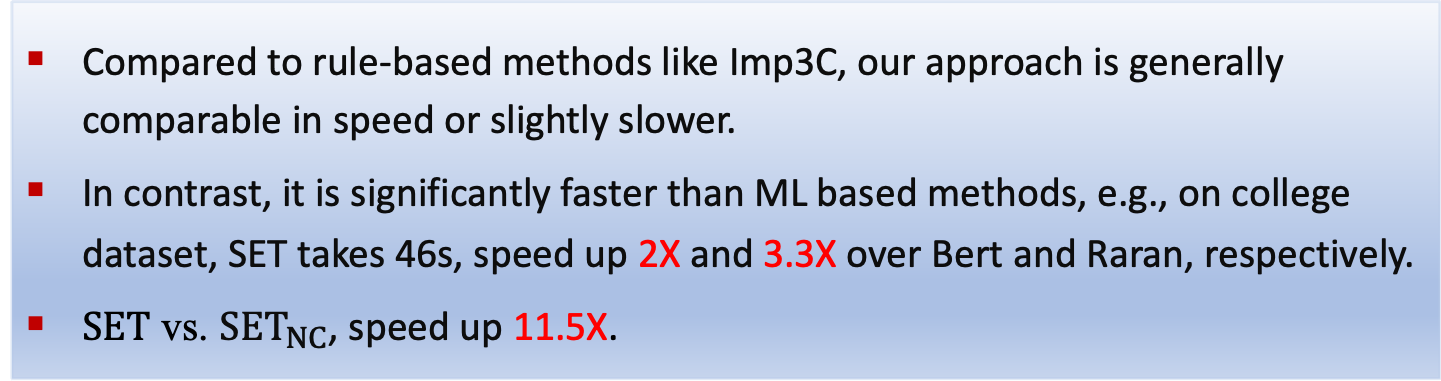 ▪ Compared to rule-based methods like Imp3C, our approach is generally
comparable in speed or slightly slower.
▪ In contrast, it is significantly faster than ML based methods, e.g., on college
dataset, SET takes 46s, speed up 2X and 3.3X over Bert and Raran, respectively.
▪ SET vs. SET_NC, speed up 11.5X.